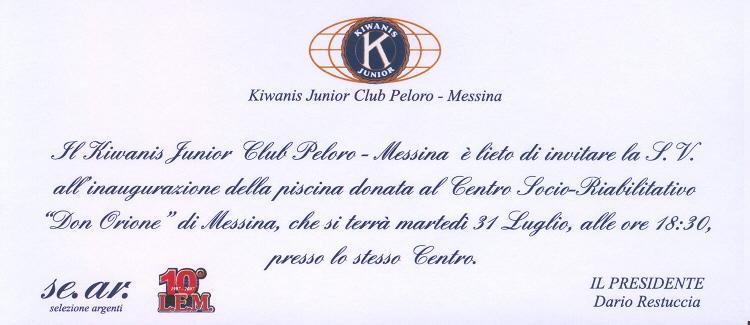 KIWANIS
K
JUNIOR
Kiwanis Junior Club Peloro - Messina
Il Kiwanis Junior Club Peloro - Messina è lieto di invitare la S. V.
all'inaugurazione della piscina donata al Centro Socio-Riabilitativo
"Don Orione" di Messina, che si terrà martedì 31 Luglio, alle ore 18:30,
presso lo stesso Centro.
se.ar.
selezione argenti
10°
1997-2007
L.E.M.
IL PRESIDENTE
Dario Restuccia